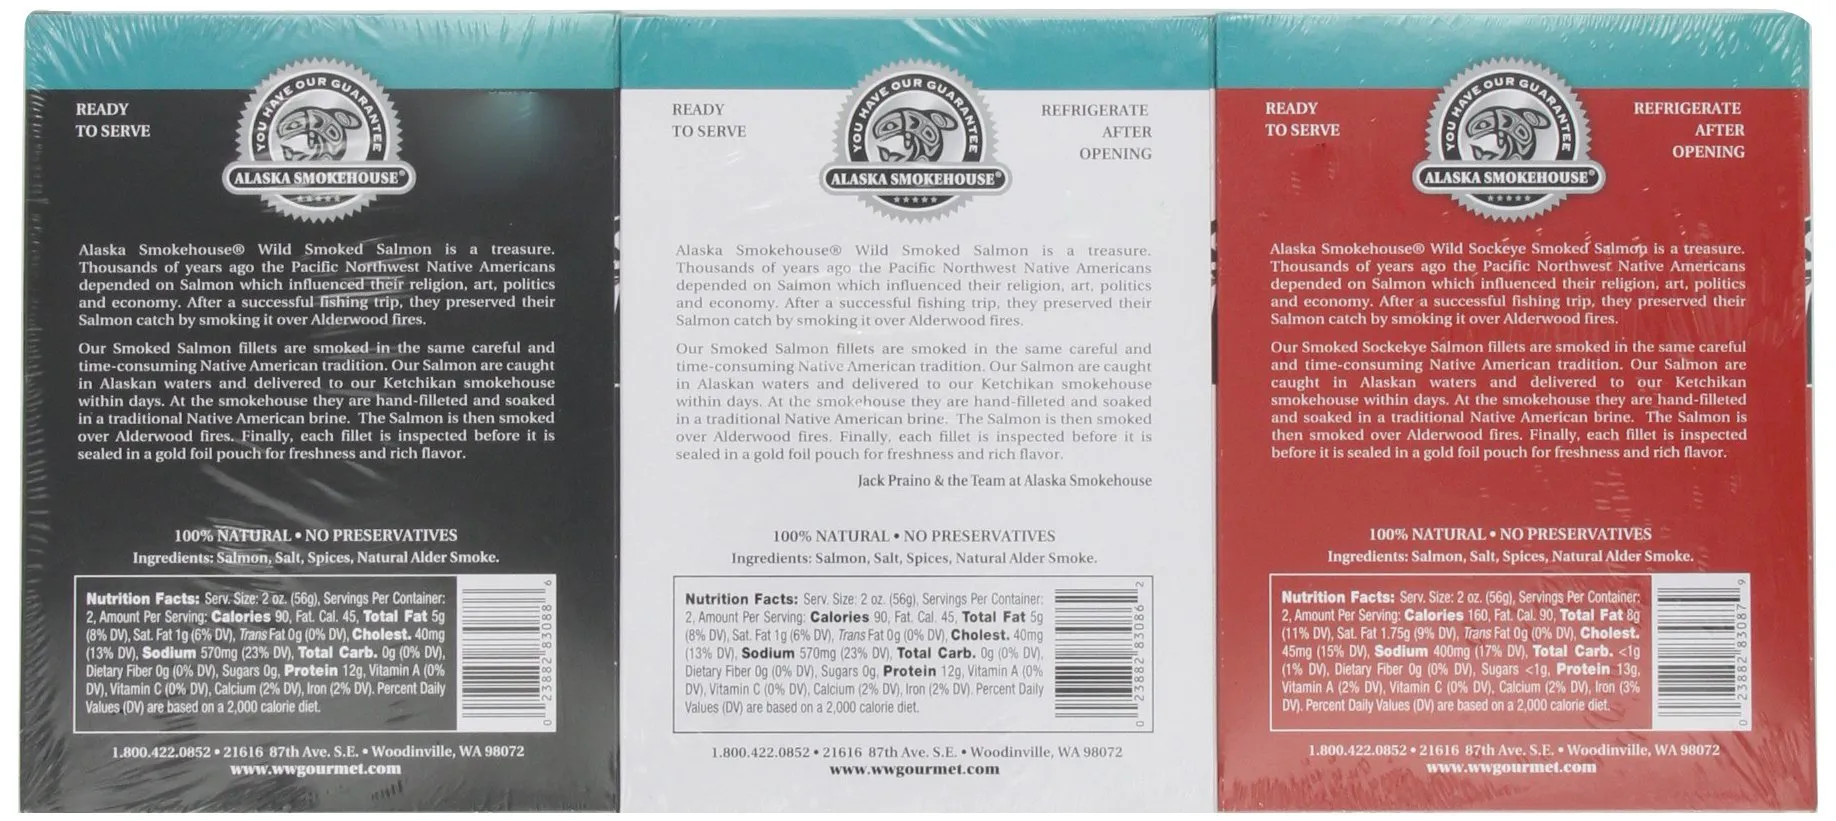 READY
TO SERVE
YOU HAVE OUR GUARANTEE
ALASKA SMOKEHOUSE®
Alaska Smokehouse® Wild Smoked Salmon is a treasure.
Thousands of years ago the Pacific Northwest Native Americans
depended on Salmon which influenced their religion, art, politics
and economy. After a successful fishing trip, they preserved their
Salmon catch by smoking it over Alderwood fires.
Our Smoked Salmon fillets are smoked in the same careful and
time-consuming Native American tradition. Our Salmon are caught
in Alaskan waters and delivered to our Ketchikan smokehouse
within days. At the smokehouse they are hand-filleted and soaked
in a traditional Native American brine. The Salmon is then smoked
over Alderwood fires. Finally, each fillet is inspected before it is
sealed in a gold foil pouch for freshness and rich flavor.
100% NATURAL • NO PRESERVATIVES
Ingredients: Salmon, Salt, Spices, Natural Alder Smoke.
Nutrition Facts: Serv. Size: 2 oz. (56g), Servings Per Container:
2, Amount Per Serving: Calories 90, Fat. Cal. 45, Total Fat 5g
(8% DV), Sat. Fat 1g (6% DV), Trans Fat 0g (0% DV), Cholest. 40mg
(13% DV), Sodium 570mg (23% DV), Total Carb. 0g (0% DV),
Dietary Fiber 0g (0% DV), Sugars 0g, Protein 12g, Vitamin A (0%
DV), Vitamin C (0% DV), Calcium (2% DV), Iron (2% DV). Percent Daily
Values (DV) are based on a 2,000 calorie diet.
0 23882 83088 6
1.800.422.0852 • 21616 87th Ave. S.E. • Woodinville, WA 98072
www.wwgourmet.com
READY
TO SERVE
YOU HAVE OUR GUARANTEE
ALASKA SMOKEHOUSE®
REFRIGERATE
AFTER
OPENING
Alaska Smokehouse® Wild Smoked Salmon is a treasure.
Thousands of years ago the Pacific Northwest Native Americans
depended on Salmon which influenced their religion, art, politics
and economy. After a successful fishing trip, they preserved their
Salmon catch by smoking it over Alderwood fires.
Our Smoked Salmon fillets are smoked in the same careful and
time-consuming Native American tradition. Our Salmon are caught
in Alaskan waters and delivered to our Ketchikan smokehouse
within days. At the smokehouse they are hand-filleted and soaked
in a traditional Native American brine. The Salmon is then smoked
over Alderwood fires. Finally, each fillet is inspected before it is
sealed in a gold foil pouch for freshness and rich flavor.
Jack Praino & the Team at Alaska Smokehouse
100% NATURAL • NO PRESERVATIVES
Ingredients: Salmon, Salt, Spices, Natural Alder Smoke.
Nutrition Facts: Serv. Size: 2 oz. (56g), Servings Per Container:
2, Amount Per Serving: Calories 90, Fat. Cal. 45, Total Fat 5g
(8% DV), Sat. Fat 1g (6% DV), Trans Fat 0g (0% DV), Cholest. 40mg
(13% DV), Sodium 570mg (23% DV), Total Carb. 0g (0% DV),
Dietary Fiber 0g (0% DV), Sugars 0g, Protein 12g, Vitamin A (0%
DV), Vitamin C (0% DV), Calcium (2% DV), Iron (2% DV). Percent Daily
Values (DV) are based on a 2,000 calorie diet.
0 23882 83086 2
1.800.422.0852 • 21616 87th Ave. S.E. • Woodinville, WA 98072
www.wwgourmet.com
READY
TO SERVE
YOU HAVE OUR GUARANTEE
ALASKA SMOKEHOUSE®
REFRIGERATE
AFTER
OPENING
Alaska Smokehouse® Wild Sockeye Smoked Salmon is a treasure.
Thousands of years ago the Pacific Northwest Native Americans
depended on Salmon which influenced their religion, art, politics
and economy. After a successful fishing trip, they preserved their
Salmon catch by smoking it over Alderwood fires.
Our Smoked Sockekye Salmon fillets are smoked in the same careful
and time-consuming Native American tradition. Our Salmon are
caught in Alaskan waters and delivered to our Ketchikan
smokehouse within days. At the smokehouse they are hand-filleted
and soaked in a traditional Native American brine. The Salmon is
then smoked over Alderwood fires. Finally, each fillet is inspected
before it is sealed in a gold foil pouch for freshness and rich flavor.
100% NATURAL • NO PRESERVATIVES
Ingredients: Salmon, Salt, Spices, Natural Alder Smoke.
Nutrition Facts: Serv. Size: 2 oz. (56g), Servings Per Container:
2, Amount Per Serving: Calories 160, Fat. Cal. 90, Total Fat 8g
(11% DV), Sat. Fat 1.75g (9% DV), Trans Fat 0g (0% DV), Cholest.
45mg (15% DV), Sodium 400mg (17% DV), Total Carb. <1g
(1% DV), Dietary Fiber 0g (0% DV), Sugars <1g, Protein 13g,
Vitamin A (2% DV), Vitamin C (0% DV), Calcium (2% DV), Iron (3%
DV). Percent Daily Values (DV) are based on a 2,000 calorie diet.
0 23882 83087 9
1.800.422.0852 • 21616 87th Ave. S.E. • Woodinville, WA 98072
www.wwgourmet.com